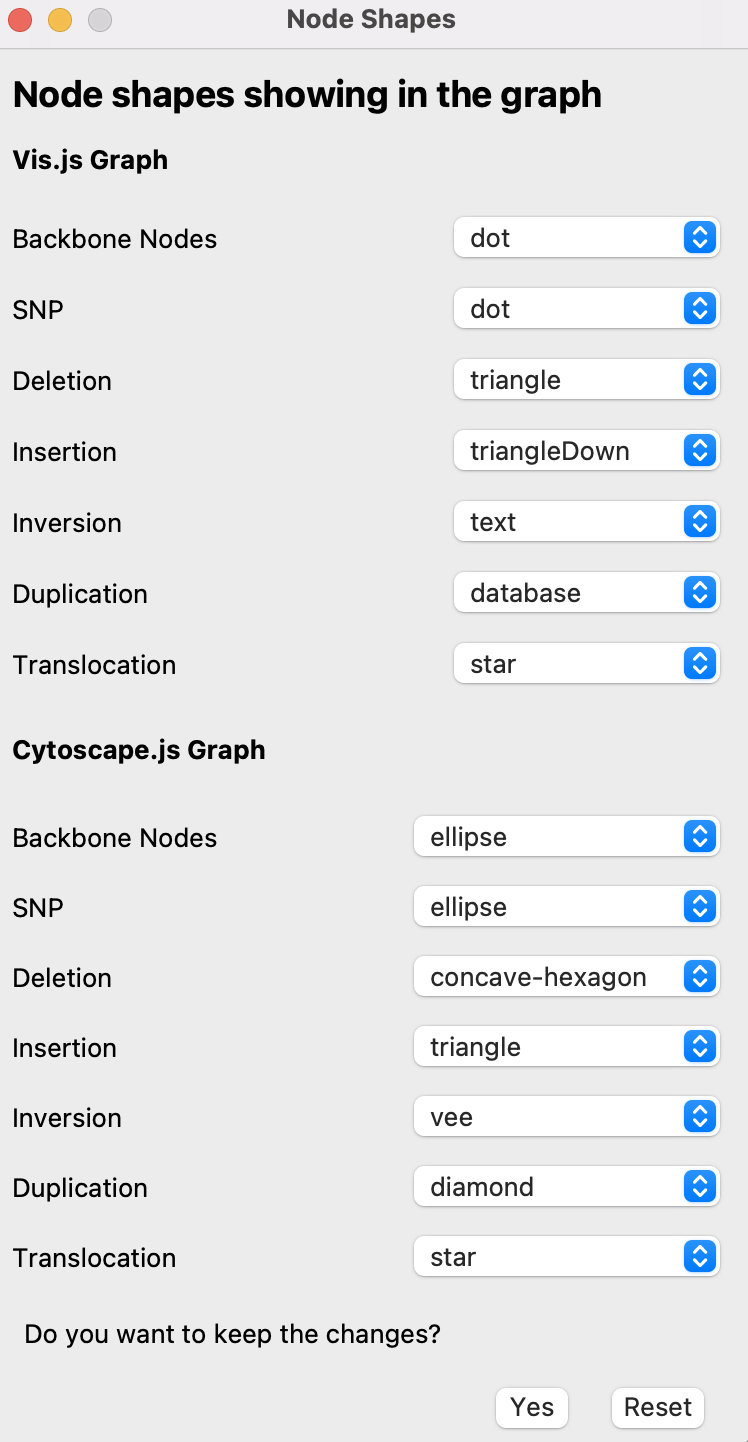 Node Shapes
Node shapes showing in the graph
Vis.js Graph
Backbone Nodes dot
SNP dot
Deletion triangle
Insertion triangleDown
Inversion text
Duplication database
Translocation star
Cytoscape.js Graph
Backbone Nodes ellipse
SNP ellipse
Deletion concave-hexagon
Insertion triangle
Inversion vee
Duplication diamond
Translocation star
Do you want to keep the changes?
Yes Reset